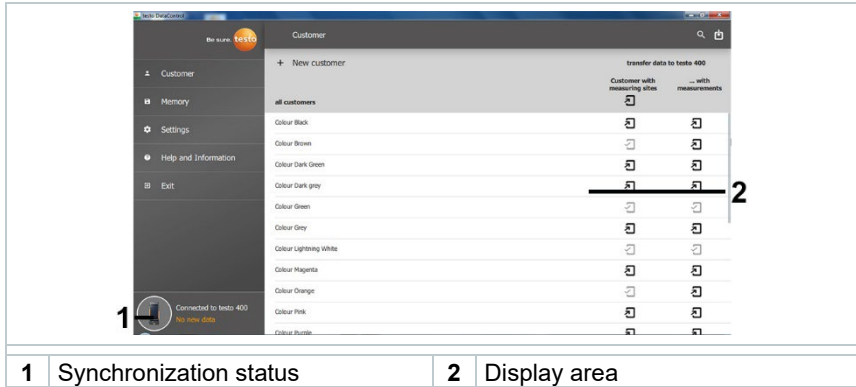 testo DataControl
Be sure. testo
Customer
+ New customer
transfer data to testo 400
Customer with
measuring sites
... with
measurements
Customer
Memory
Settings
Help and Information
Exit
all customers
Colour Black
Colour Brown
Colour Dark Green
Colour Dark grey
Colour Green
Colour Grey
Colour Lightning White
Colour Magenta
Colour Orange
Colour Pink
Colour Purple
2
1
Connected to testo 400
No new data
1 Synchronization status 2 Display area